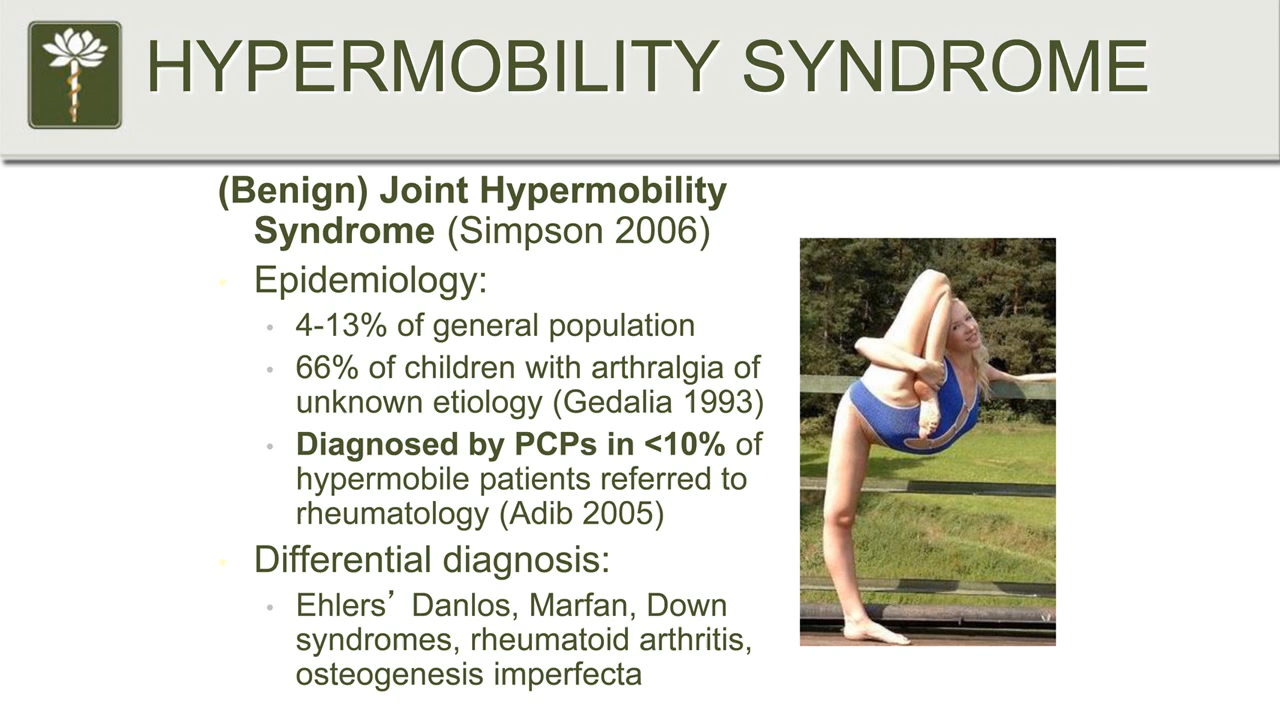 HYPERMOBILITY SYNDROME
(Benign) Joint Hypermobility
Syndrome (Simpson 2006)
• Epidemiology:
• 4-13% of general population
• 66% of children with arthralgia of
unknown etiology (Gedalia 1993)
• Diagnosed by PCPs in <10% of
hypermobile patients referred to
rheumatology (Adib 2005)
• Differential diagnosis:
• Ehlers’ Danlos, Marfan, Down
syndromes, rheumatoid arthritis,
osteogenesis imperfecta